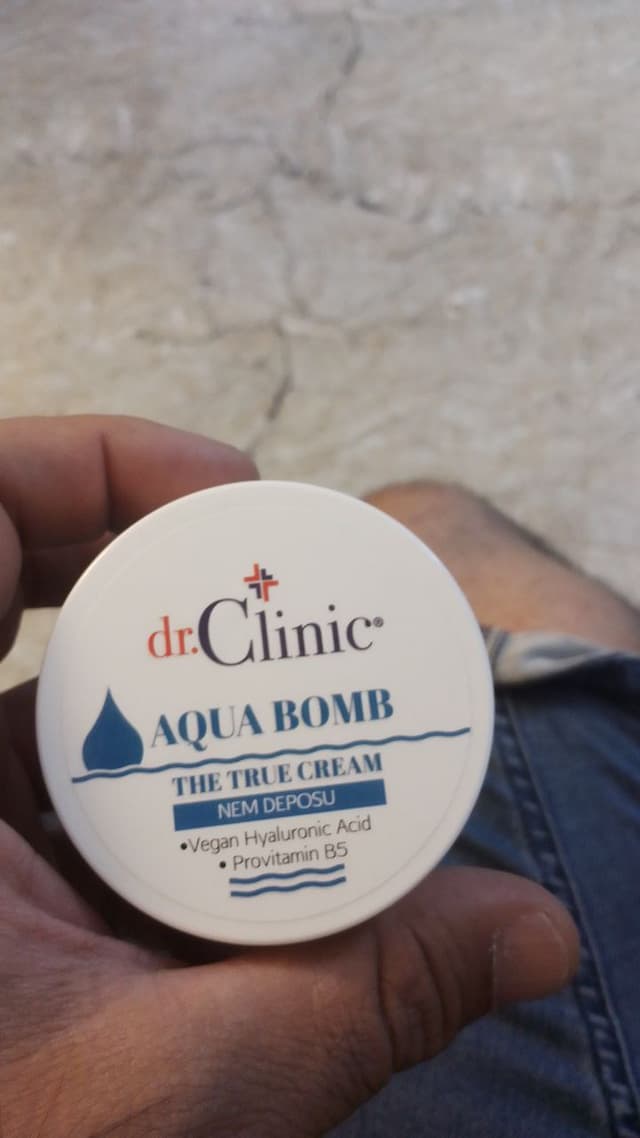 dr.Clinic®
AQUA BOMB
THE TRUE CREAM
NEM DEPOSU
•Vegan Hyaluronic Acid
• Provitamin B5